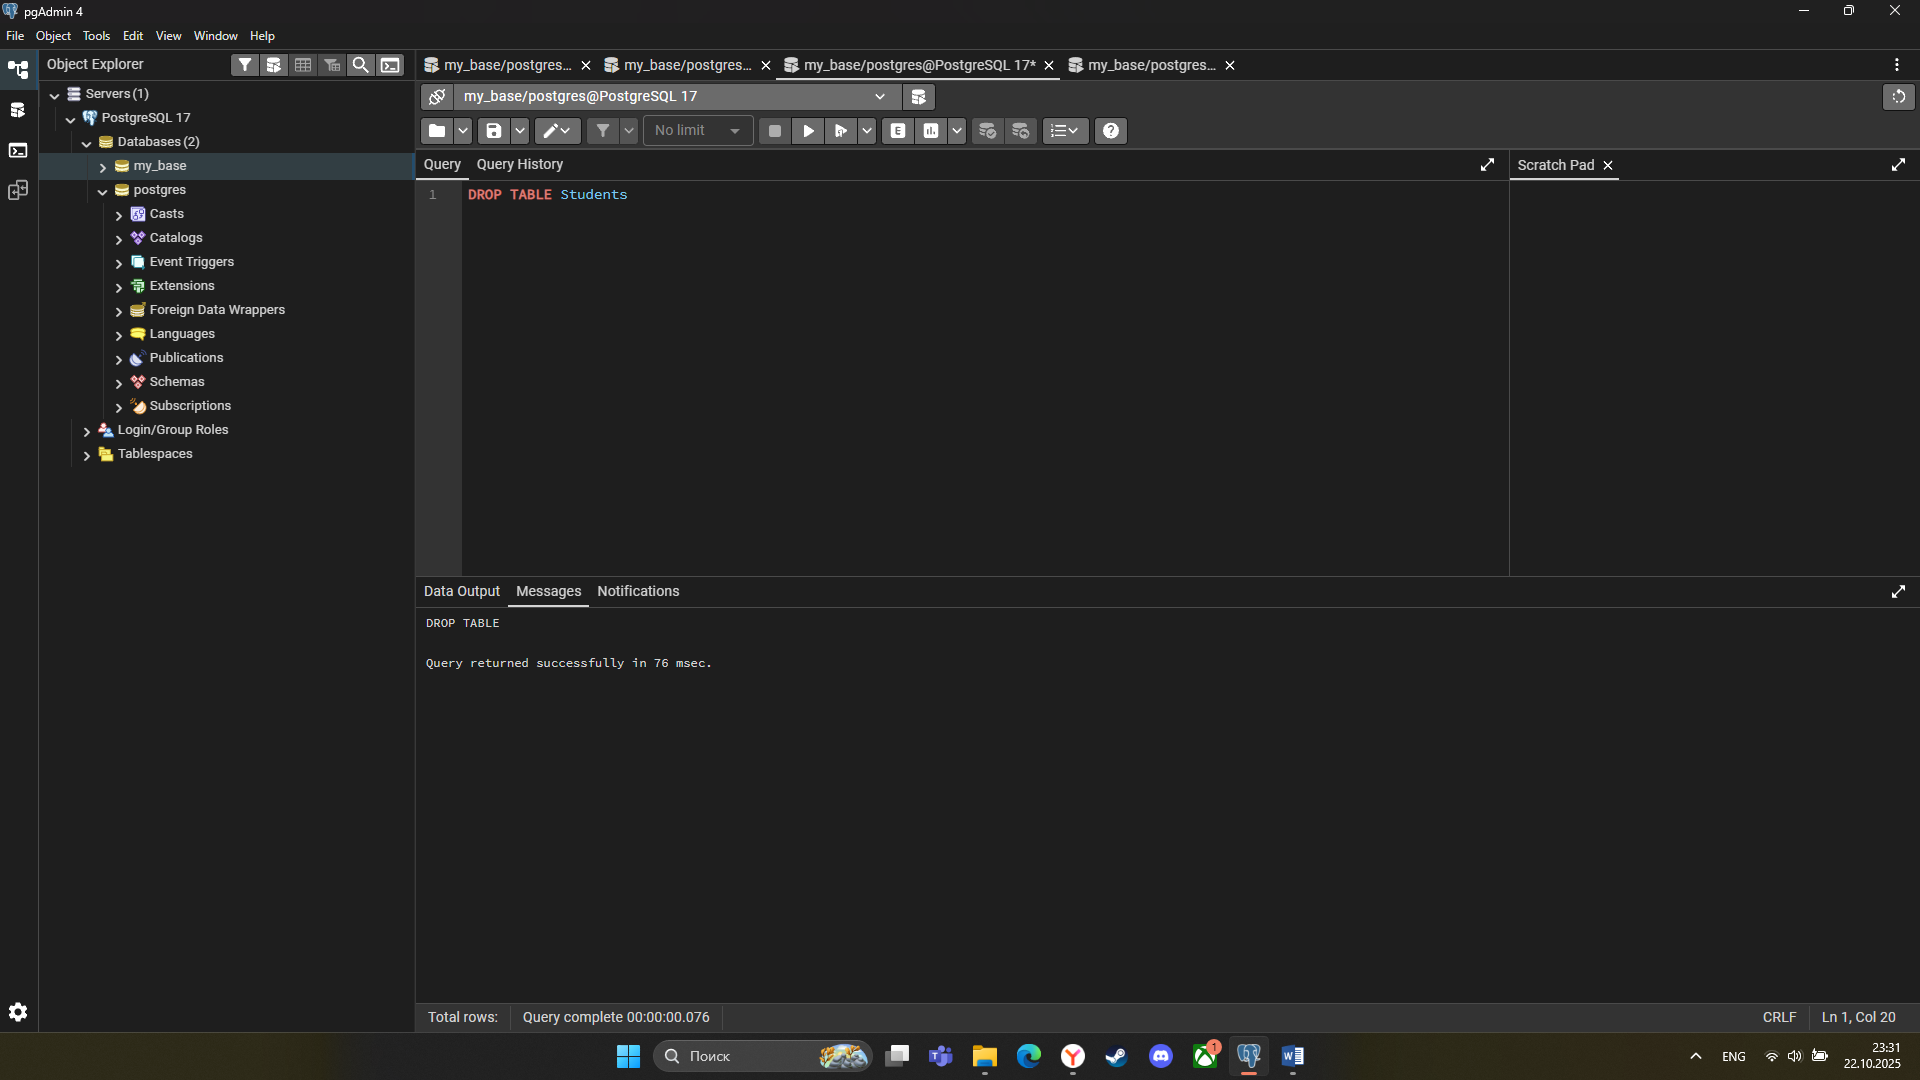 pgAdmin 4
File Object Tools Edit View Window Help
Object Explorer
Servers (1)
PostgreSQL 17
Databases (2)
my_base
postgres
Casts
Catalogs
Event Triggers
Extensions
Foreign Data Wrappers
Languages
Publications
Schemas
Subscriptions
Login/Group Roles
Tablespaces
my_base/postgres... my_base/postgres... my_base/postgres@PostgreSQL 17* my_base/postgres...
my_base/postgres@PostgreSQL 17
No limit
E
Query Query History
Scratch Pad
1 DROP TABLE Students
Data Output Messages Notifications
DROP TABLE
Query returned successfully in 76 msec.
Total rows: Query complete 00:00:00.076
CRLF Ln 1, Col 20
Поиск
1
ENG
23:31
22.10.2025